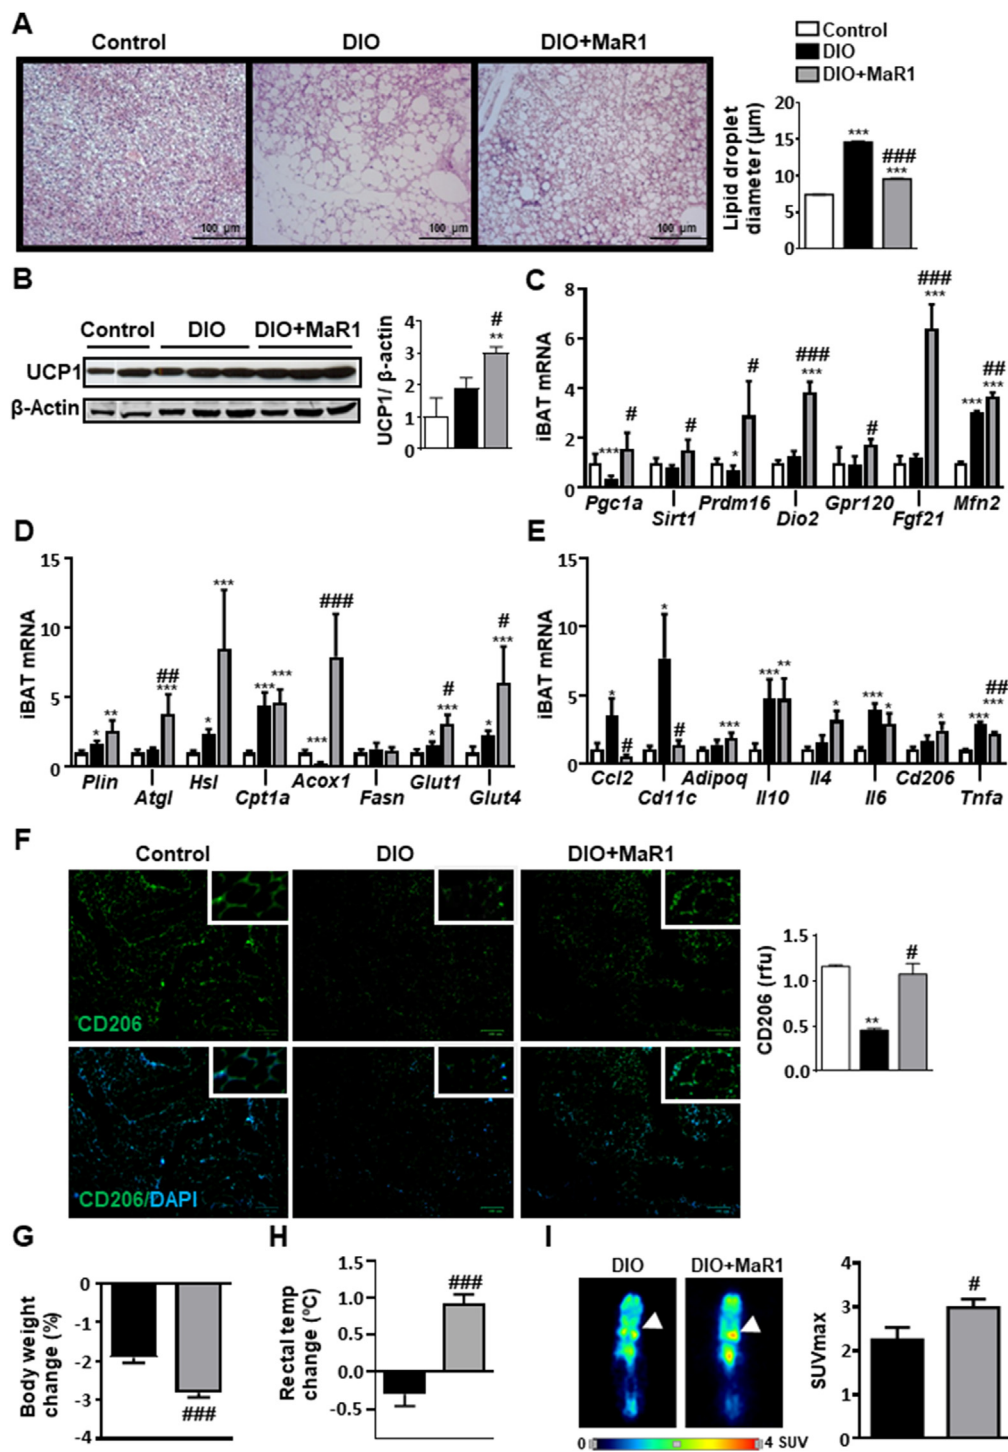 A
Control
DIO
DIO+MaR1
100 µm
100 µm
100 µm
Control
DIO
DIO+MaR1
Lipid droplet
diameter (µm)
20
15
10
5
0
***
###
***
B
Control
DIO
DIO+MaR1
UCP1
β-Actin
UCP1/ β-actin
4
3
2
1
0
#
**
C
iBAT mRNA
8
6
4
2
0
***
#
#
*
#
###
#
###
***
***
##
***
Pgc1a
Sirt1
Prdm16
Dio2
Gpr120
Fgf21
Mfn2
D
iBAT mRNA
15
10
5
0
*
**
##
***
*
***
***
***
***
###
*
#
***
*
#
***
Plin
Atgl
Hsl
Cpt1a
Acox1
Fasn
Glut1
Glut4
E
iBAT mRNA
15
10
5
0
*
#
*
#
***
***
**
*
***
*
*
***
##
**
Ccl2
Cd11c
Adipoq
Il10
Il4
Il6
Cd206
Tnfa
F
Control
DIO
DIO+MaR1
CD206
CD206/DAPI
CD206 (rfu)
1.5
1.0
0.5
0.0
**
#
G
Body weight
change (%)
0
-1
-2
-3
-4
###
H
Rectal temp
change (ºC)
1.5
1.0
0.5
0.0
-0.5
###
I
DIO
DIO+MaR1
0
4 SUV
SUVmax
4
3
2
1
0
#